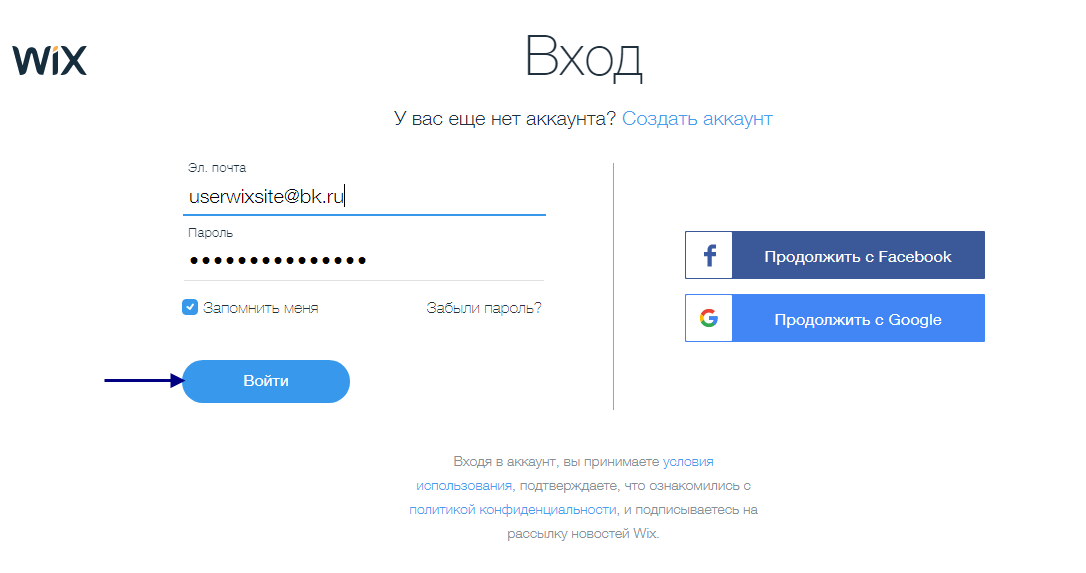 WiX
Вход
У вас еще нет аккаунта? Создать аккаунт
Эл. почта
userwixsite@bk.ru
Пароль
•••••••••••••••
Запомнить меня
Забыли пароль?
Войти
Продолжить с Facebook
Продолжить с Google
Входя в аккаунт, вы принимаете условия
использования, подтверждаете, что ознакомились с
политикой конфиденциальности, и подписываетесь на
рассылку новостей Wix.